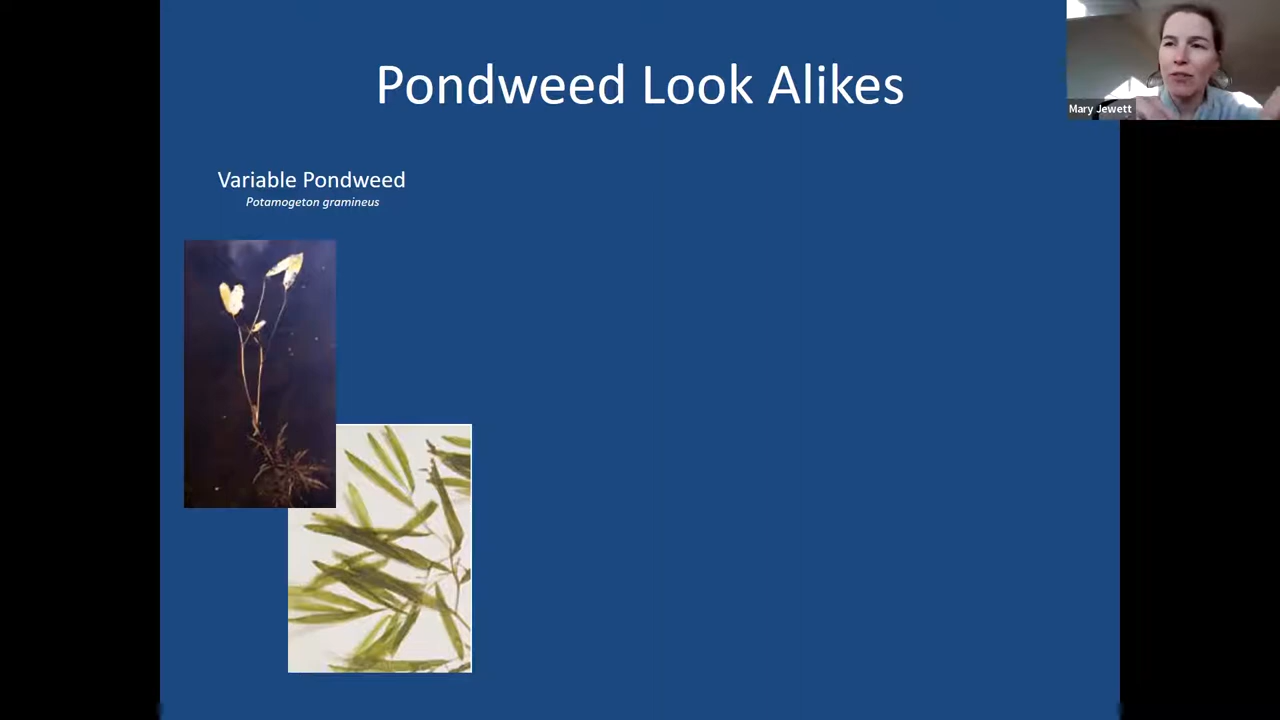 Pondweed Look Alikes
Mary Jewett
Variable Pondweed
Potamogeton gramineus